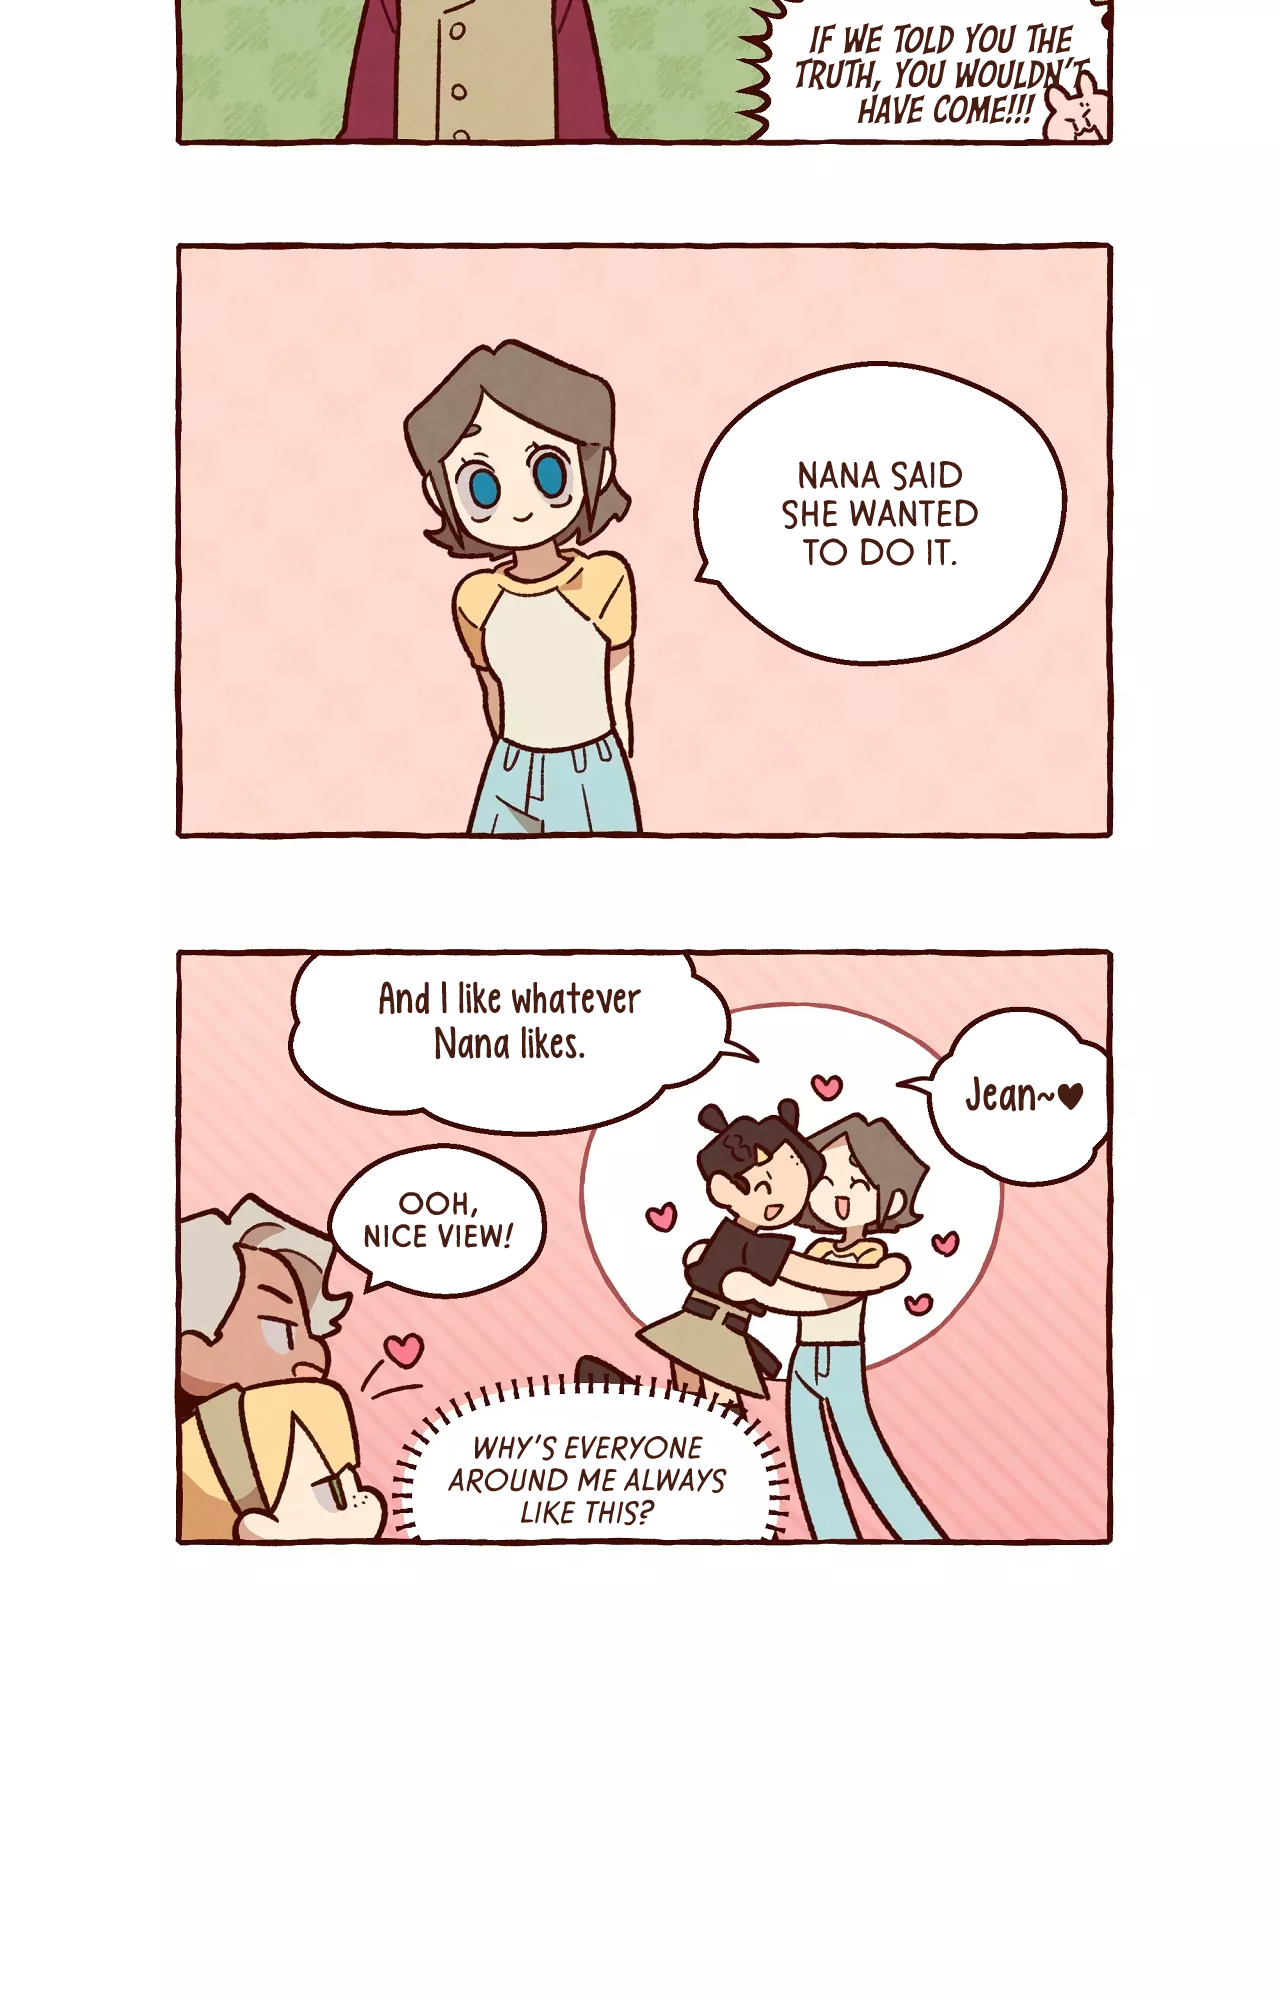 IF WE TOLD YOU THE
TRUTH, YOU WOULDN'T
HAVE COME!!!
NANA SAID
SHE WANTED
TO DO IT.
And I like whatever
Nana likes.
Jean~♥
OOH,
NICE VIEW!
WHY'S EVERYONE
AROUND ME ALWAYS
LIKE THIS?